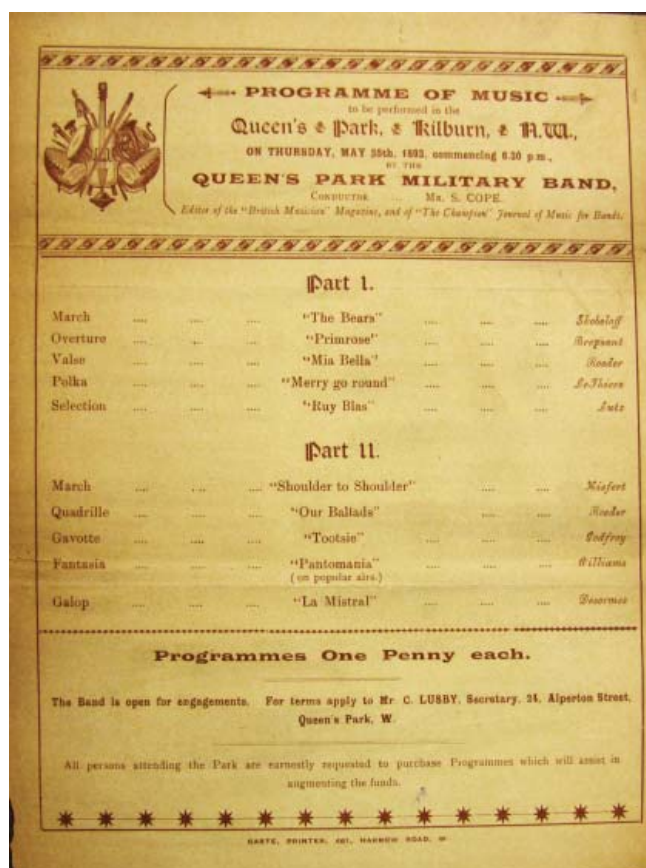 PROGRAMME OF MUSIC
to be performed in the
Queen's Park, Kilburn, N.W.,
ON THURSDAY, MAY 25th, 1893, commencing 6.30 p.m.,
BY THE
QUEEN'S PARK MILITARY BAND,
CONDUCTOR ... MR. S. COPE.
Editor of the "British Musician" Magazine, and of "The Champion" Journal of Music for Bands.
Part I.
March .... .... .... "The Bears" .... .... .... Skobeloff
Overture .... .... "Primrose" .... .... ....
Valse .... .... .... "Mia Bella" .... .... .... Roeder
Polka .... .... .... "Merry go round" .... .... .... Le Thiere
Selection .... .... .... "Ruy Blas" .... .... .... Lutz
Part II.
March .... .... .... "Shoulder to Shoulder" .... .... Kiefert
Quadrille .... .... .... "Our Ballads" .... .... Roeder
Gavotte .... .... .... "Tootsie" .... .... .... Godfrey
Fantasia .... .... .... "Pantomania" .... .... .... Williams
(on popular airs.)
Galop .... .... .... "La Mistral" .... .... .... Desormes
Programmes One Penny each.
The Band is open for engagements. For terms apply to Mr. C. LUSBY, Secretary, 24, Alperton Street,
Queen's Park, W.
All persons attending the Park are earnestly requested to purchase Programmes which will assist in
augmenting the funds.
PRINTER, HARROW ROAD, W